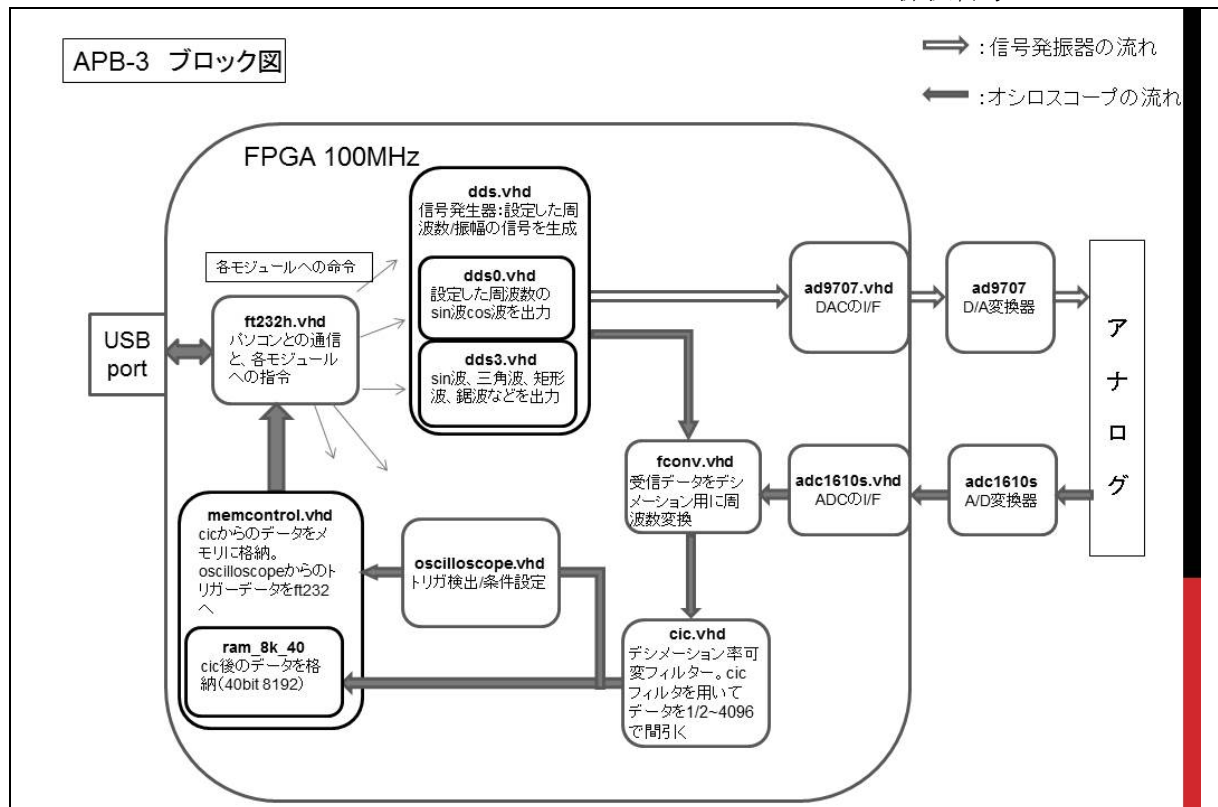 APB-3 ブロック図
:信号発振器の流れ
:オシロスコープの流れ
FPGA 100MHz
dds.vhd
信号発生器:設定した周
波数/振幅の信号を生成
各モジュールへの命令
dds0.vhd
設定した周波数の
sin波cos波を出力
dds3.vhd
sin波、三角波、矩形
波、鋸波などを出力
ad9707.vhd
DACのI/F
ad9707
D/A変換器
ア
ナ
ロ
グ
USB
port
ft232h.vhd
パソコンとの通信
と、各モジュール
への指令
fconv.vhd
受信データをデシ
メーション用に周
波数変換
adc1610s.vhd
ADCのI/F
adc1610s
A/D変換器
memcontrol.vhd
cicからのデータをメ
モリに格納。
oscilloscopeからのト
リガーデータをft232
へ
ram_8k_40
cic後のデータを格
納(40bit 8192)
oscilloscope.vhd
トリガ検出/条件設定
cic.vhd
デシメーション率可
変フィルター。cic
フィルタを用いて
データを1/2~4096
で間引く